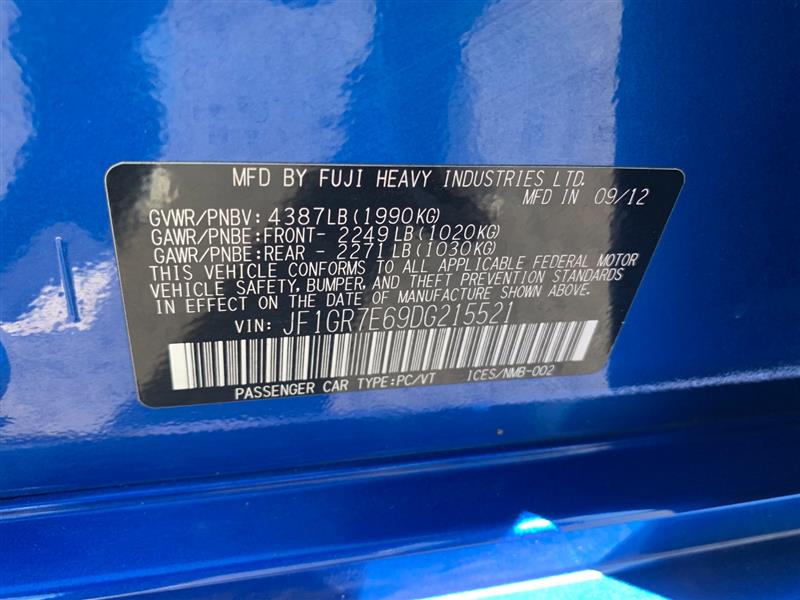 MFD BY FUJI HEAVY INDUSTRIES LTD.
MFD IN 09/12
GVWR/PNBV: 4387LB(1990KG)
GAWR/PNBE:FRONT- 2249LB(1020KG)
GAWR/PNBE:REAR - 2271LB(1030KG)
THIS VEHICLE CONFORMS TO ALL APPLICABLE FEDERAL MOTOR
VEHICLE SAFETY, BUMPER, AND THEFT PREVENTION STANDARDS
IN EFFECT ON THE DATE OF MANUFACTURE SHOWN ABOVE.
VIN: JF1GR7E69DG215521
PASSENGER CAR TYPE:PC/VT ICES/NMB-002